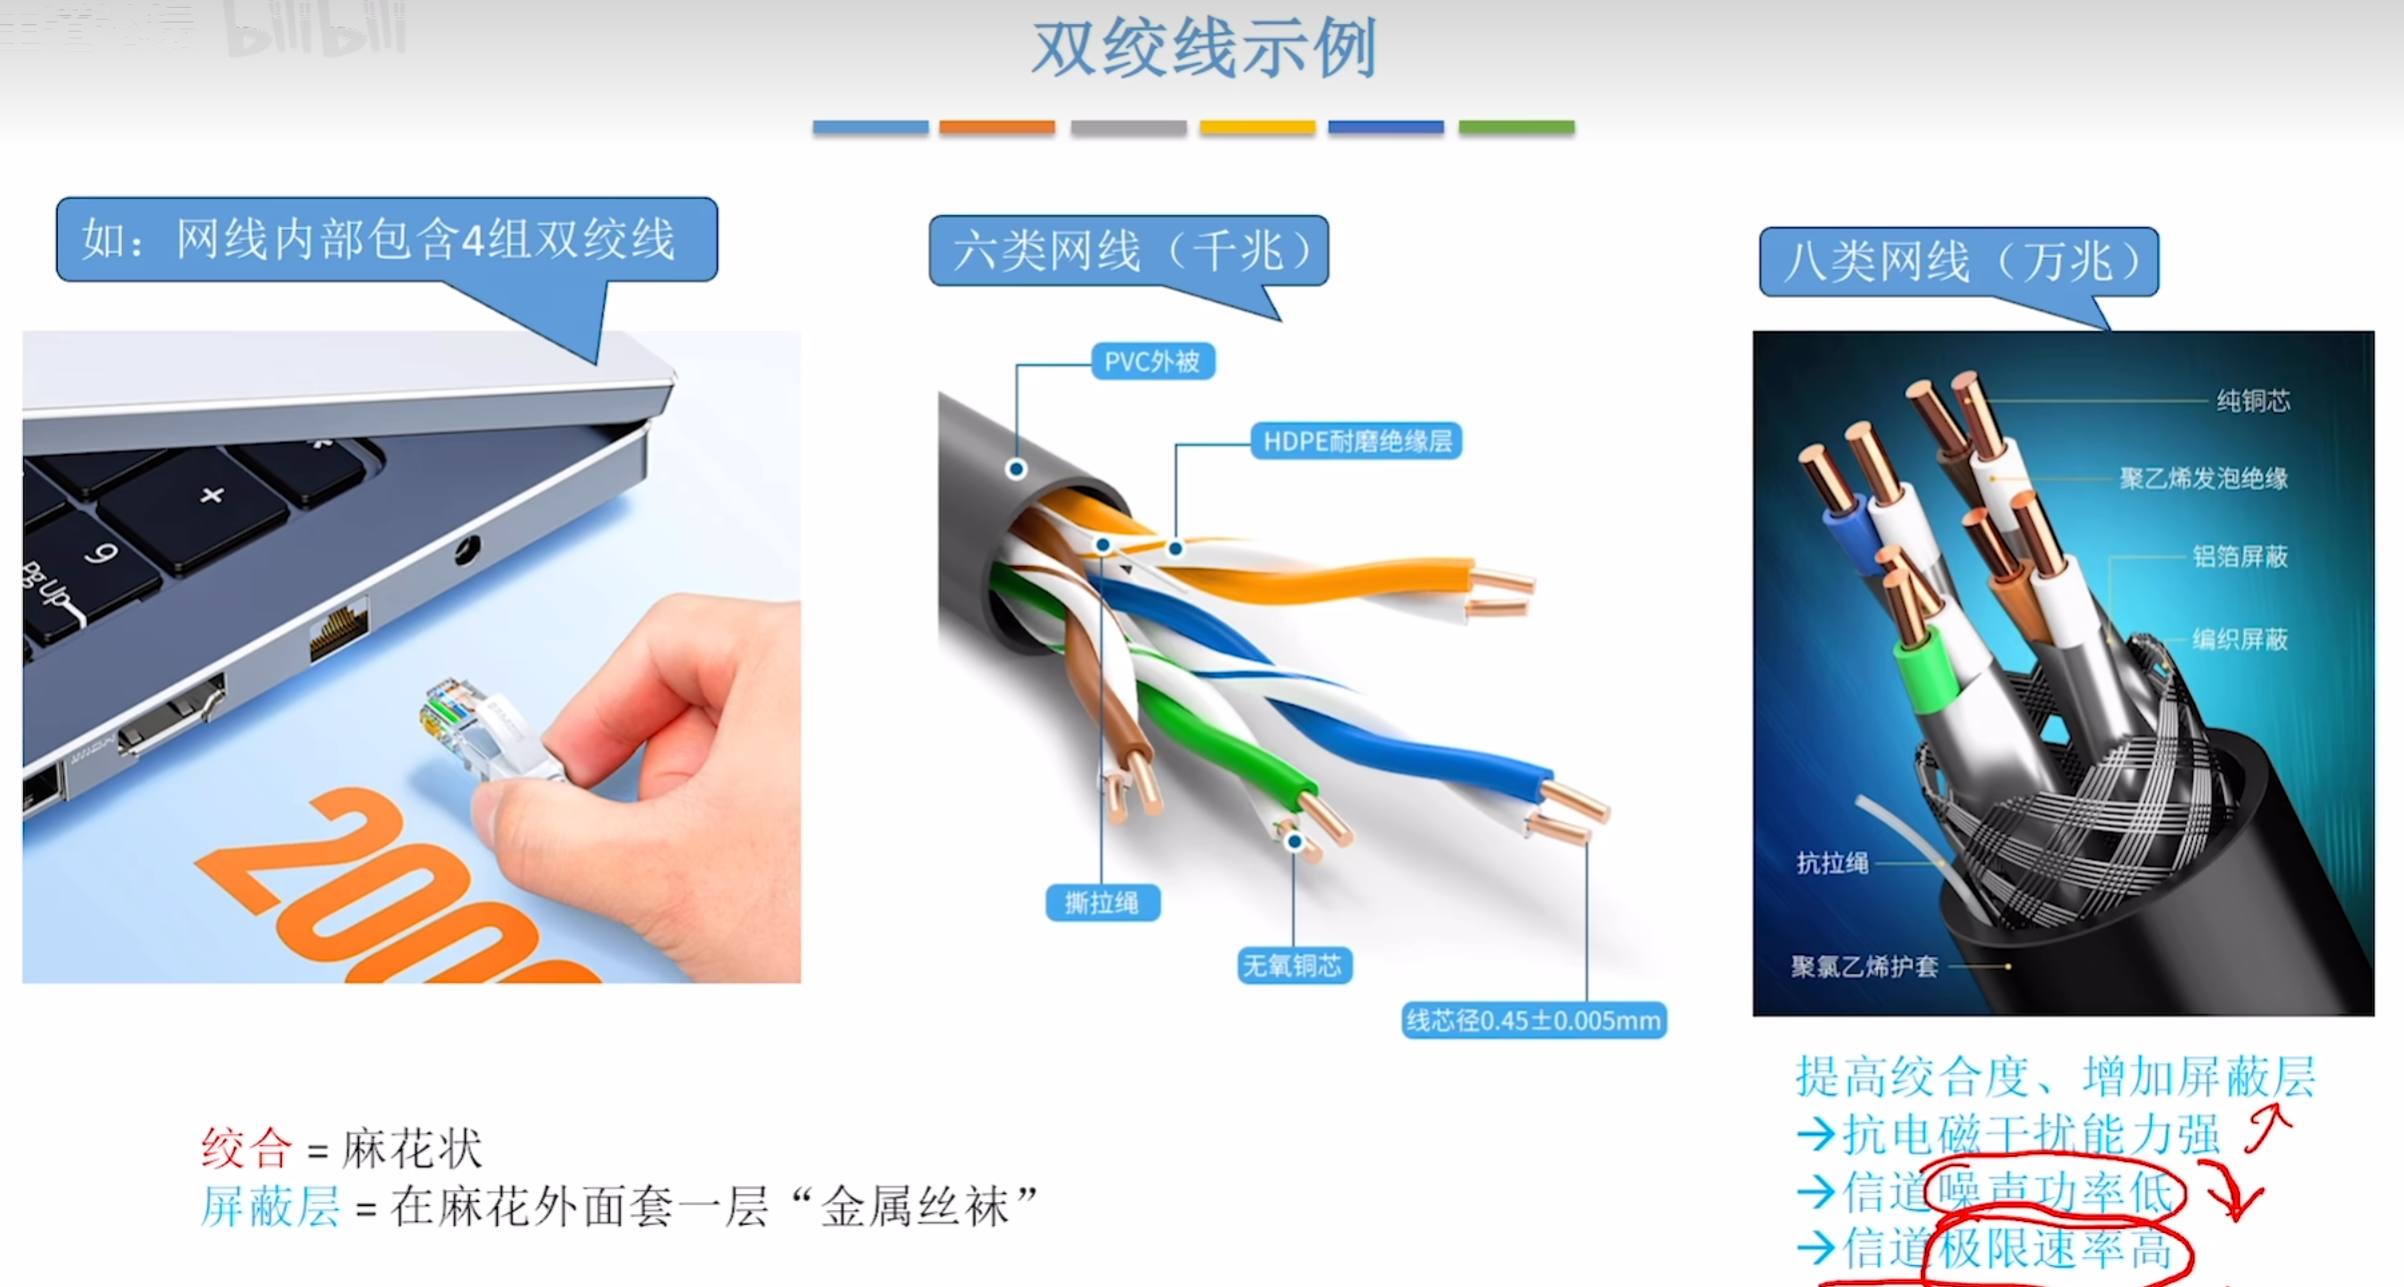 bilibili
双绞线示例
如：网线内部包含4组双绞线
六类网线（千兆）
八类网线（万兆）
PVC外被
HDPE耐磨绝缘层
撕拉绳
无氧铜芯
线芯径0.45±0.005mm
纯铜芯
聚乙烯发泡绝缘
铝箔屏蔽
编织屏蔽
抗拉绳
聚氯乙烯护套
+
9
Pg Up
200
绞合 = 麻花状
屏蔽层 = 在麻花外面套一层“金属丝袜”
提高绞合度、增加屏蔽层
→抗电磁干扰能力强
→信道噪声功率低
→信道极限速率高